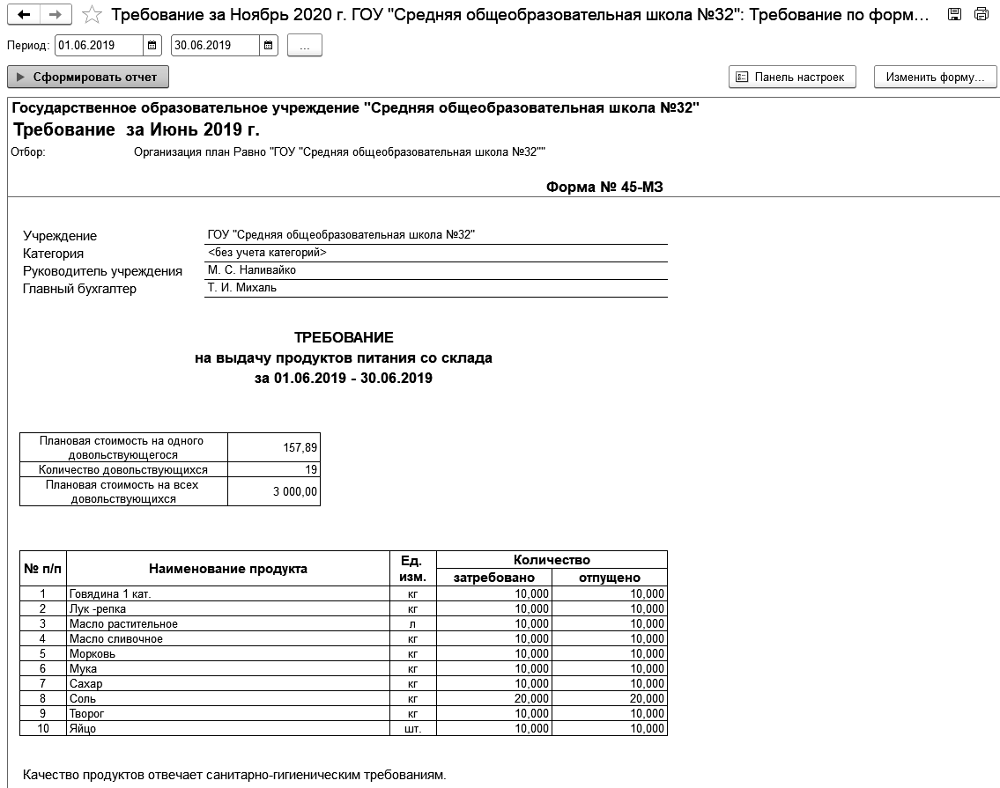 Требование за Ноябрь 2020 г. ГОУ "Средняя общеобразовательная школа №32": Требование по форм...
Период: 01.06.2019 30.06.2019 ...
Сформировать отчет Панель настроек Изменить форму...
Государственное образовательное учреждение "Средняя общеобразовательная школа №32"
Требование за Июнь 2019 г.
Отбор: Организация план Равно "ГОУ "Средняя общеобразовательная школа №32""
Форма № 45-МЗ
Учреждение ГОУ "Средняя общеобразовательная школа №32"
Категория <без учета категорий>
Руководитель учреждения М. С. Наливайко
Главный бухгалтер Т. И. Михаль
ТРЕБОВАНИЕ
на выдачу продуктов питания со склада
за 01.06.2019 - 30.06.2019
Плановая стоимость на одного
довольствующегося 157,89
Количество довольствующихся 19
Плановая стоимость на всех
довольствующихся 3 000,00
№ п/п Наименование продукта Ед. изм. Количество
затребовано отпущено
1 Говядина 1 кат. кг 10,000 10,000
2 Лук -репка кг 10,000 10,000
3 Масло растительное л 10,000 10,000
4 Масло сливочное кг 10,000 10,000
5 Морковь кг 10,000 10,000
6 Мука кг 10,000 10,000
7 Сахар кг 10,000 10,000
8 Соль кг 20,000 20,000
9 Творог кг 10,000 10,000
10 Яйцо шт. 10,000 10,000
Качество продуктов отвечает санитарно-гигиеническим требованиям.